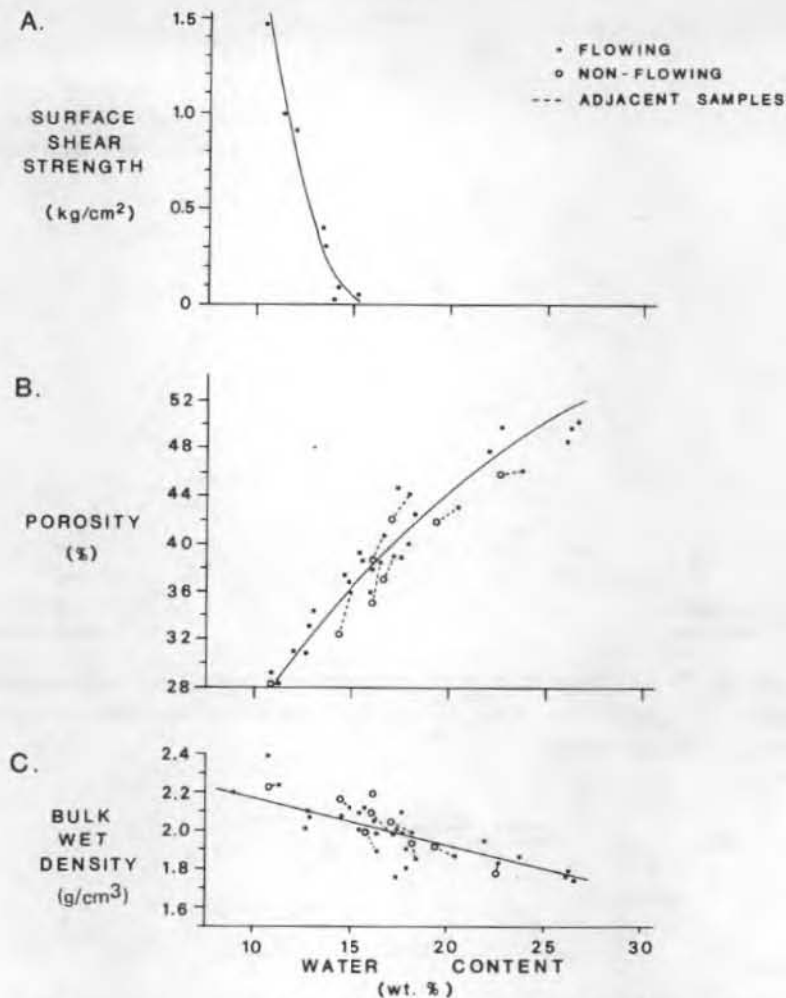 A.
1.5
1.0
0.5
0
SURFACE
SHEAR
STRENGTH
(kg/cm²)
• FLOWING
o NON-FLOWING
---- ADJACENT SAMPLES
B.
52
48
44
40
36
32
28
POROSITY
(%)
C.
2.4
2.2
2.0
1.8
1.6
BULK
WET
DENSITY
(g/cm³)
10 15 20 25 30
WATER CONTENT
(wt. %)